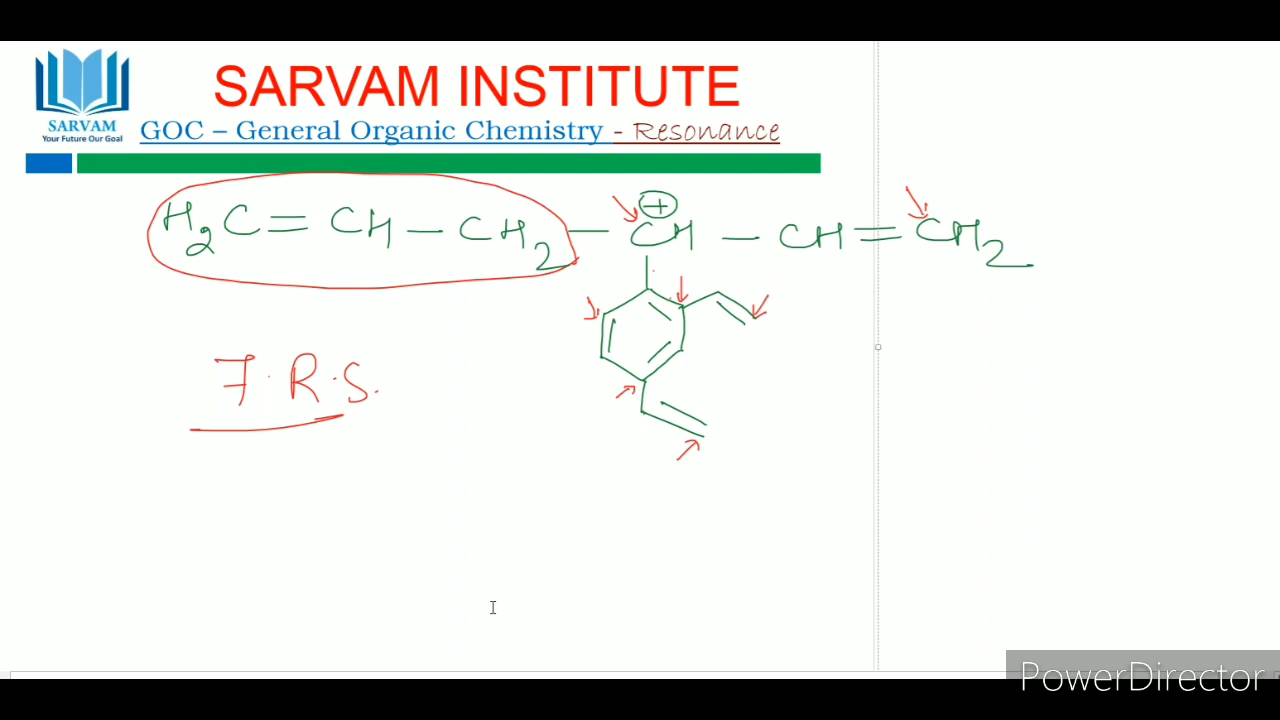 SARVAM INSTITUTE
SARVAM
Your Future Our Goal
GOC – General Organic Chemistry - Resonance
H2C = CH – CH2 – CH – CH = CH2
+
7. R.S.
PowerDirector